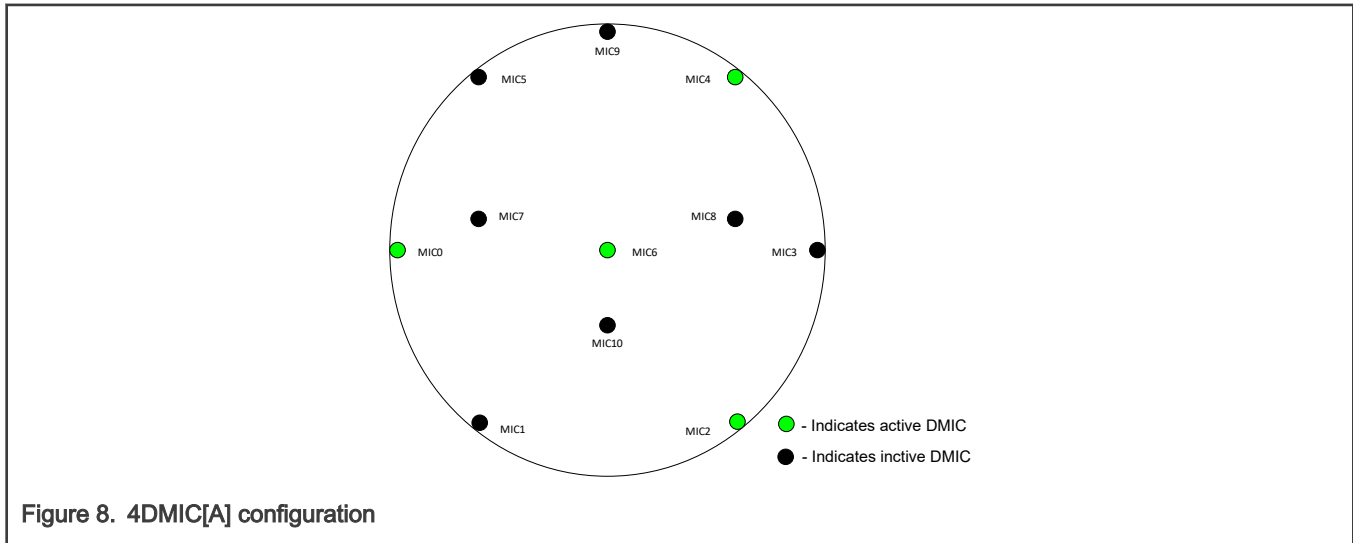 MIC9
MIC5
MIC4
MIC7
MIC8
MIC0
MIC6
MIC3
MIC10
MIC1
MIC2
- Indicates active DMIC
- Indicates inctive DMIC
Figure 8. 4DMIC[A] configuration